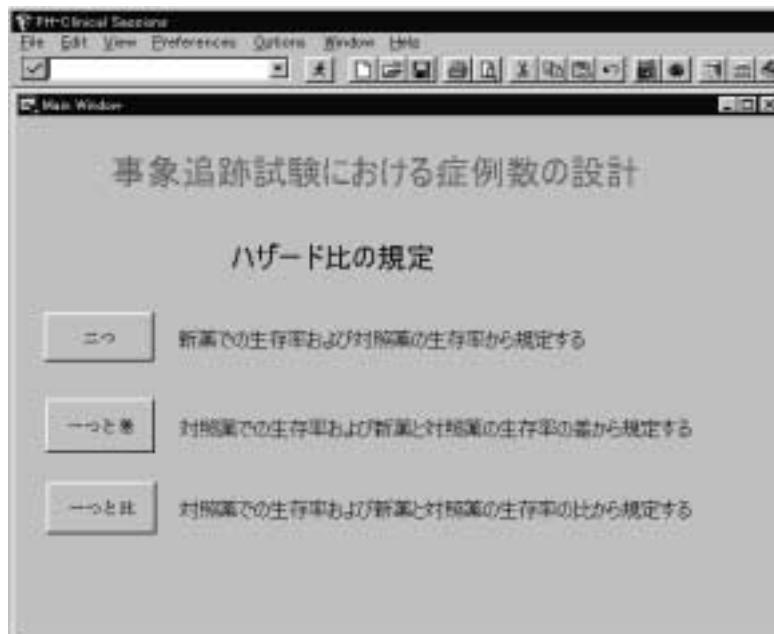 FH-Clinical Sessions
File Edit View Preferences Options Window Help
Main Window
事象追跡試験における症例数の設計
ハザード比の規定
二つ 新薬での生存率および対照薬の生存率から規定する
一つと差 対照薬での生存率および新薬と対照薬の生存率の差から規定する
一つと比 対照薬での生存率および新薬と対照薬の生存率の比から規定する